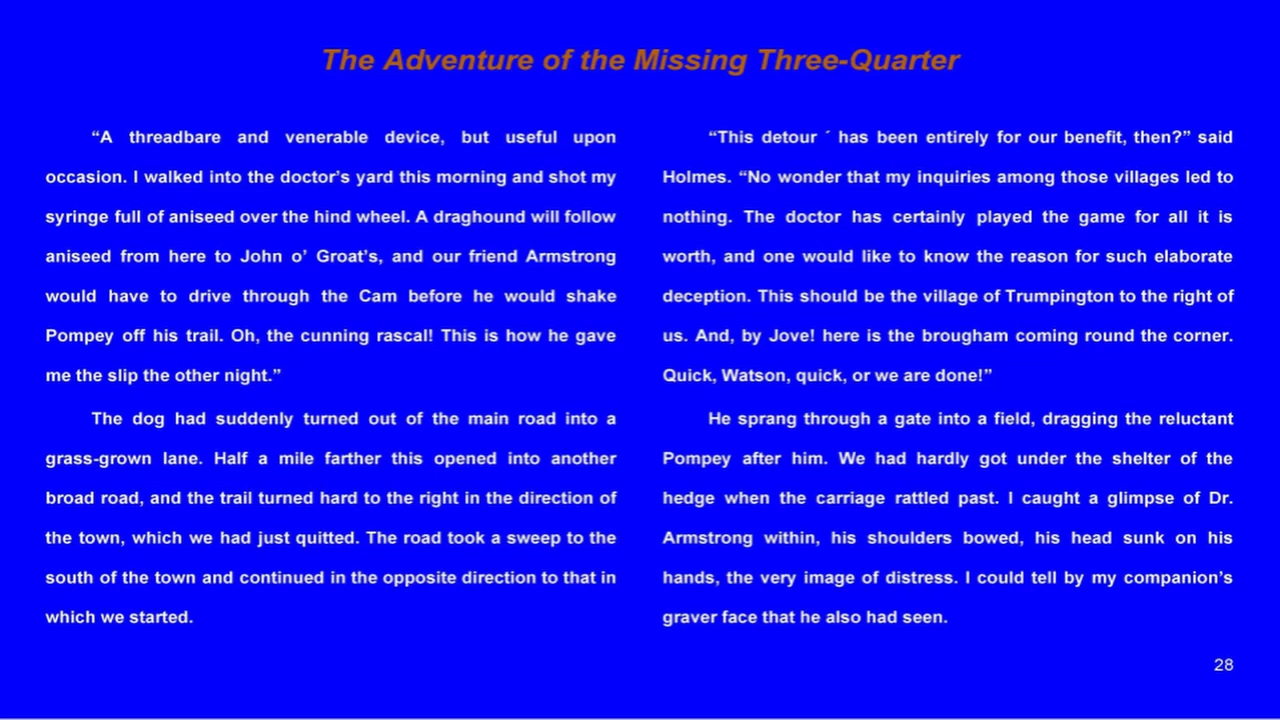 The Adventure of the Missing Three-Quarter
“A threadbare and venerable device, but useful upon
occasion. I walked into the doctor’s yard this morning and shot my
syringe full of aniseed over the hind wheel. A draghound will follow
aniseed from here to John o’ Groat’s, and our friend Armstrong
would have to drive through the Cam before he would shake
Pompey off his trail. Oh, the cunning rascal! This is how he gave
me the slip the other night.”
The dog had suddenly turned out of the main road into a
grass-grown lane. Half a mile farther this opened into another
broad road, and the trail turned hard to the right in the direction of
the town, which we had just quitted. The road took a sweep to the
south of the town and continued in the opposite direction to that in
which we started.
“This detour ´ has been entirely for our benefit, then?” said
Holmes. “No wonder that my inquiries among those villages led to
nothing. The doctor has certainly played the game for all it is
worth, and one would like to know the reason for such elaborate
deception. This should be the village of Trumpington to the right of
us. And, by Jove! here is the brougham coming round the corner.
Quick, Watson, quick, or we are done!”
He sprang through a gate into a field, dragging the reluctant
Pompey after him. We had hardly got under the shelter of the
hedge when the carriage rattled past. I caught a glimpse of Dr.
Armstrong within, his shoulders bowed, his head sunk on his
hands, the very image of distress. I could tell by my companion’s
graver face that he also had seen.
28